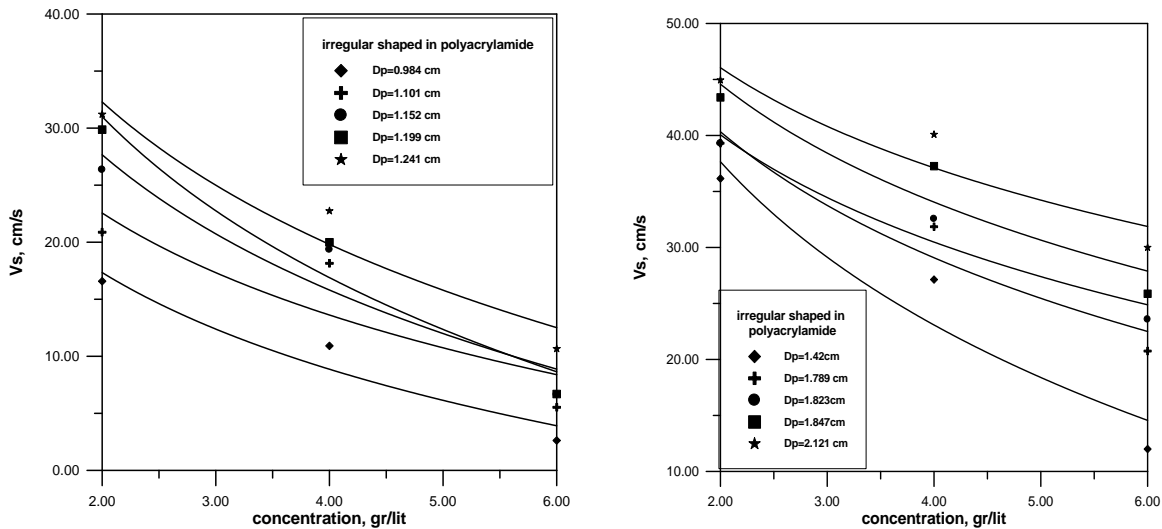 40.00
30.00
20.00
10.00
0.00
Vs, cm/s
irregular shaped in polyacrylamide
Dp=0.984 cm
Dp=1.101 cm
Dp=1.152 cm
Dp=1.199 cm
Dp=1.241 cm
2.00 3.00 4.00 5.00 6.00
concentration, gr/lit
50.00
40.00
30.00
20.00
10.00
Vs, cm/s
irregular shaped in
polyacrylamide
Dp=1.42cm
Dp=1.789 cm
Dp=1.823cm
Dp=1.847cm
Dp=2.121 cm
2.00 3.00 4.00 5.00 6.00
concentration, gr/lit